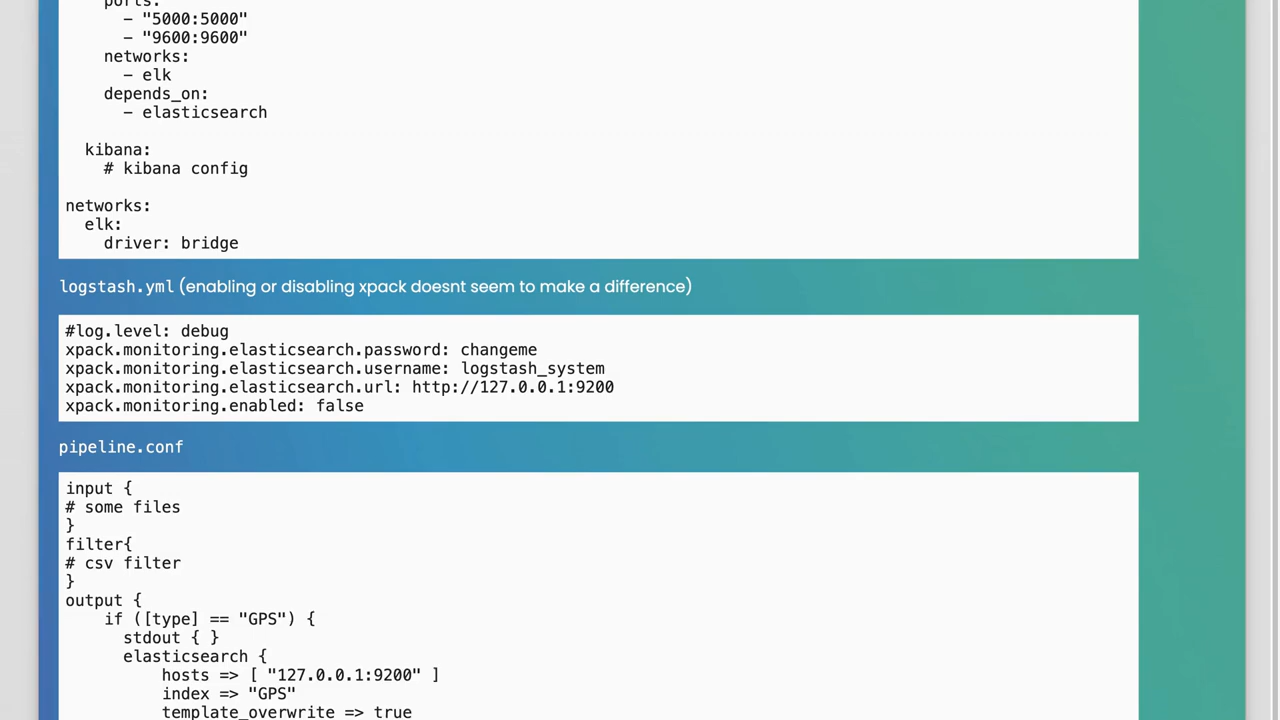 ports:
- "5000:5000"
- "9600:9600"
networks:
- elk
depends_on:
- elasticsearch
kibana:
# kibana config
networks:
elk:
driver: bridge
logstash.yml (enabling or disabling xpack doesnt seem to make a difference)
#log.level: debug
xpack.monitoring.elasticsearch.password: changeme
xpack.monitoring.elasticsearch.username: logstash_system
xpack.monitoring.elasticsearch.url: http://127.0.0.1:9200
xpack.monitoring.enabled: false
pipeline.conf
input {
# some files
}
filter{
# csv filter
}
output {
if ([type] == "GPS") {
stdout { }
elasticsearch {
hosts => [ "127.0.0.1:9200" ]
index => "GPS"
template_overwrite => true